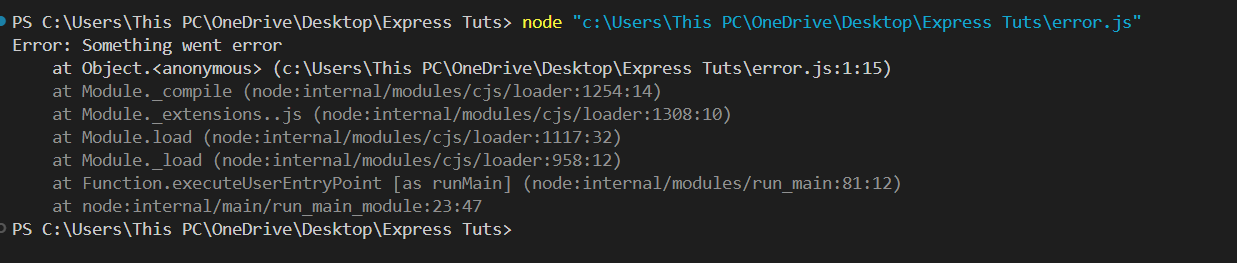 PS C:\Users\This PC\OneDrive\Desktop\Express Tuts> node "c:\Users\This PC\OneDrive\Desktop\Express Tuts\error.js"
Error: Something went error
    at Object.<anonymous> (c:\Users\This PC\OneDrive\Desktop\Express Tuts\error.js:1:15)
    at Module._compile (node:internal/modules/cjs/loader:1254:14)
    at Module._extensions..js (node:internal/modules/cjs/loader:1308:10)
    at Module.load (node:internal/modules/cjs/loader:1117:32)
    at Module._load (node:internal/modules/cjs/loader:958:12)
    at Function.executeUserEntryPoint [as runMain] (node:internal/modules/run_main:81:12)
    at node:internal/main/run_main_module:23:47
PS C:\Users\This PC\OneDrive\Desktop\Express Tuts>